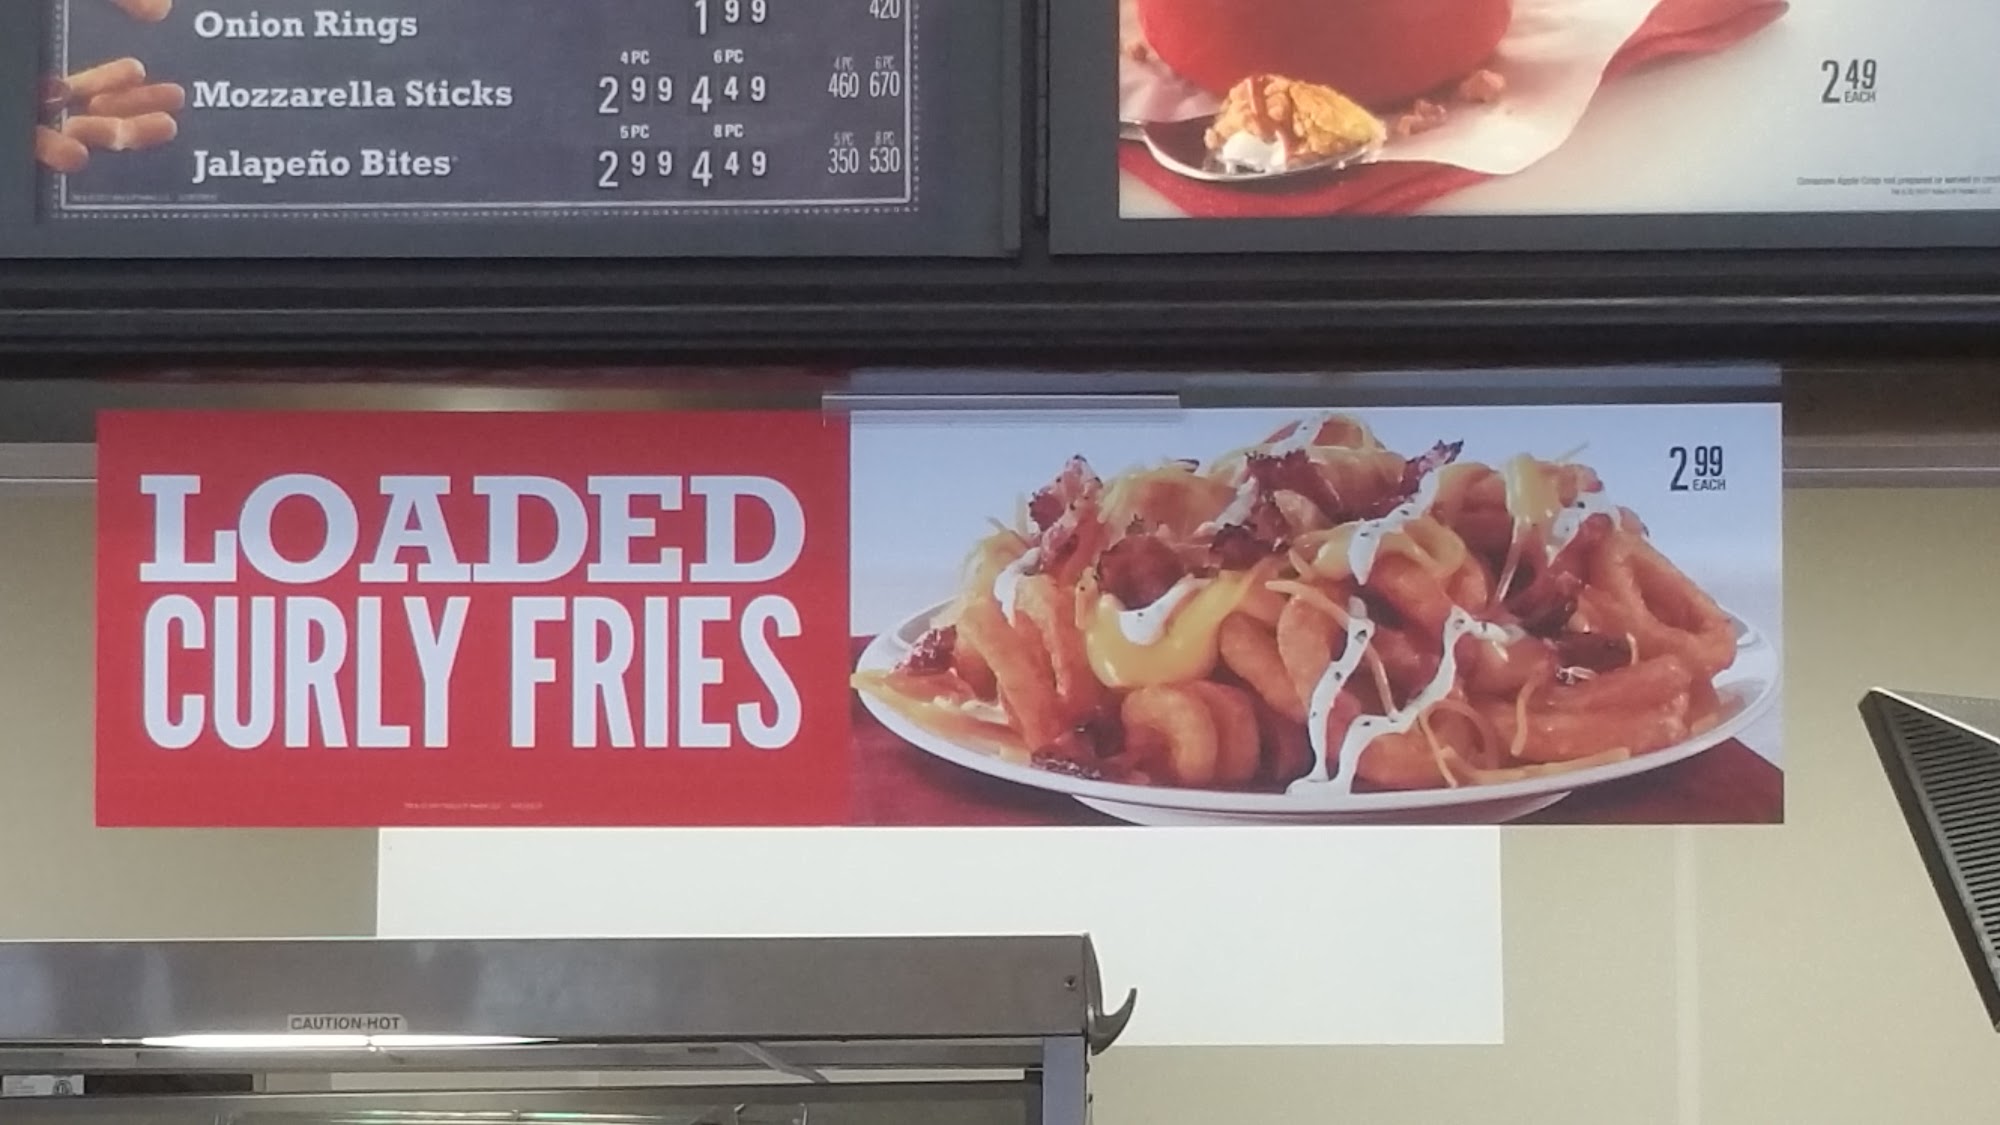 Onion Rings 1 99 420
4 PC 6 PC 4 PC 6 PC
Mozzarella Sticks 2 99 4 49 460 670
5 PC 8 PC 5 PC 8 PC
Jalapeño Bites 2 99 4 49 350 530
2 49
EACH
LOADED
CURLY FRIES
2 99
EACH
CAUTION-HOT